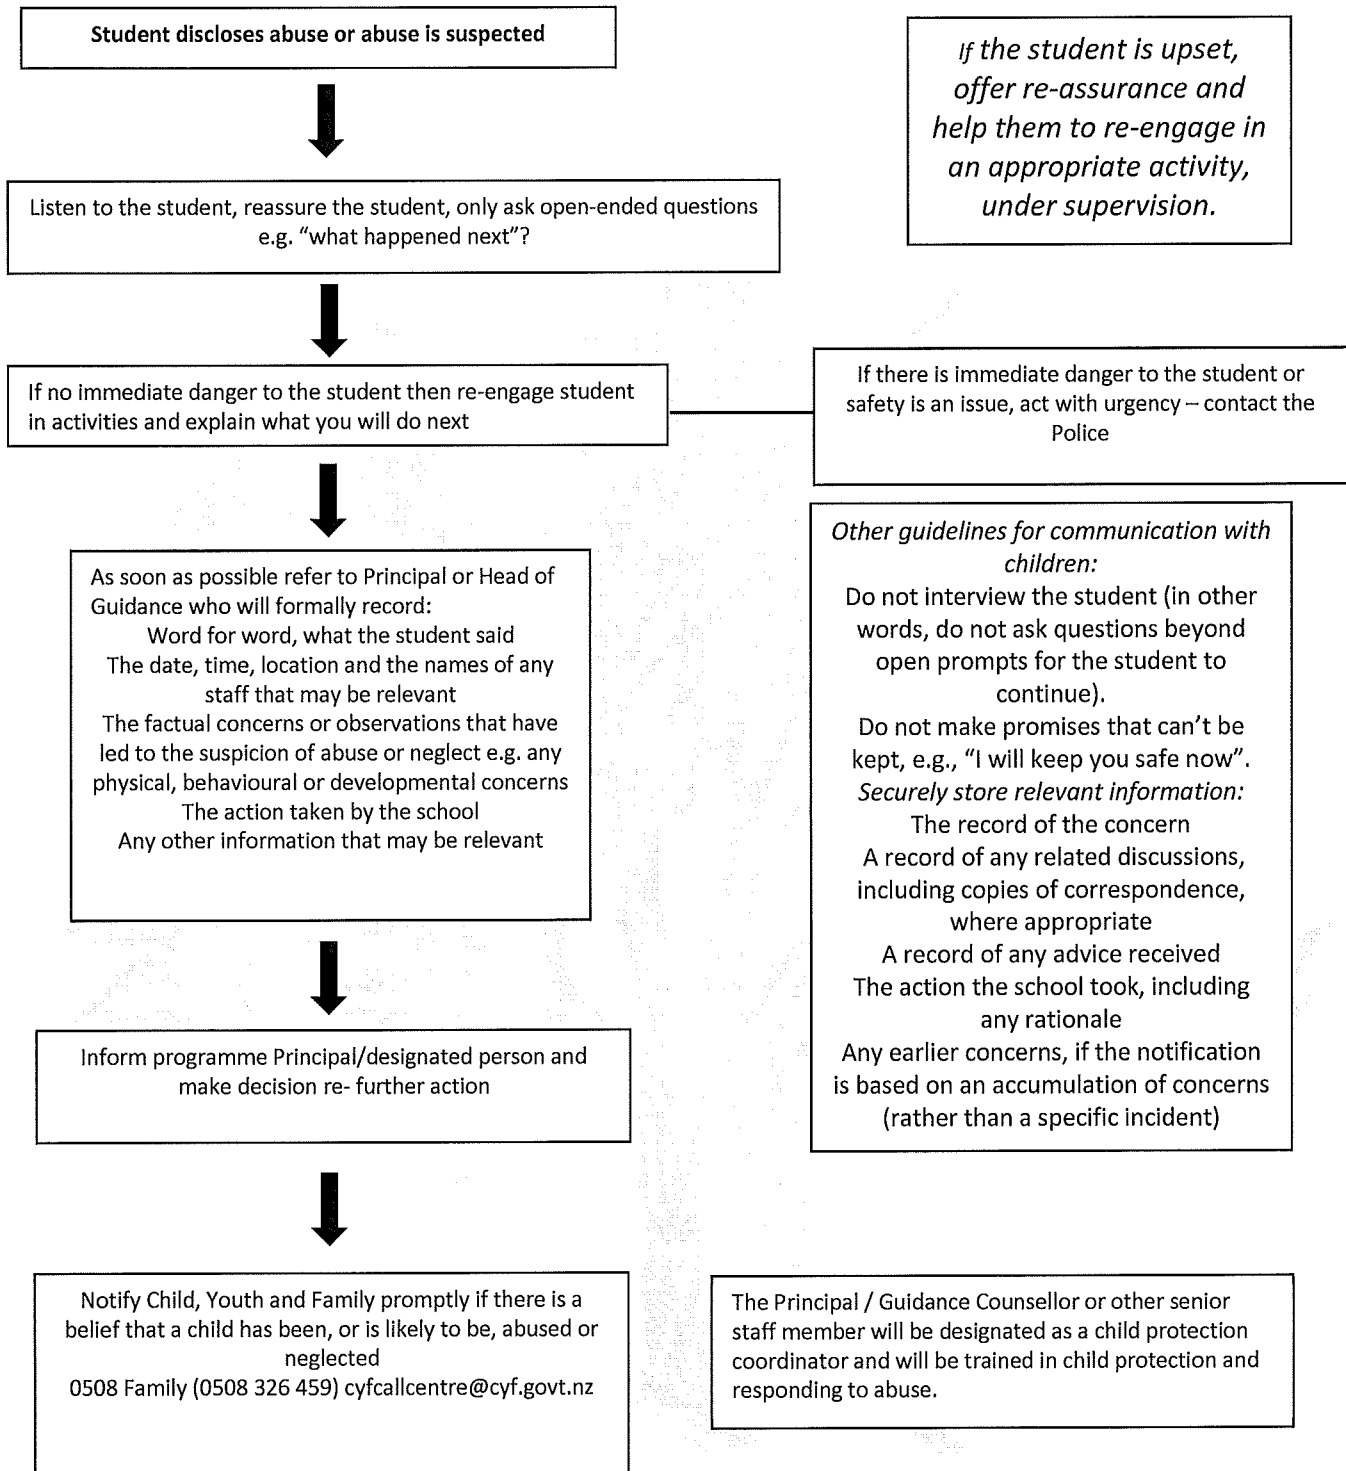 Student discloses abuse or abuse is suspected
If the student is upset,
offer re-assurance and
help them to re-engage in
an appropriate activity,
under supervision.
Listen to the student, reassure the student, only ask open-ended questions
e.g. “what happened next”?
If no immediate danger to the student then re-engage student
in activities and explain what you will do next
If there is immediate danger to the student or
safety is an issue, act with urgency – contact the
Police
As soon as possible refer to Principal or Head of
Guidance who will formally record:
Word for word, what the student said
The date, time, location and the names of any
staff that may be relevant
The factual concerns or observations that have
led to the suspicion of abuse or neglect e.g. any
physical, behavioural or developmental concerns
The action taken by the school
Any other information that may be relevant
Other guidelines for communication with
children:
Do not interview the student (in other
words, do not ask questions beyond
open prompts for the student to
continue).
Do not make promises that can’t be
kept, e.g., “I will keep you safe now”.
Securely store relevant information:
The record of the concern
A record of any related discussions,
including copies of correspondence,
where appropriate
A record of any advice received
The action the school took, including
any rationale
Any earlier concerns, if the notification
is based on an accumulation of concerns
(rather than a specific incident)
Inform programme Principal/designated person and
make decision re- further action
Notify Child, Youth and Family promptly if there is a
belief that a child has been, or is likely to be, abused or
neglected
0508 Family (0508 326 459) cyfcallcentre@cyf.govt.nz
The Principal / Guidance Counsellor or other senior
staff member will be designated as a child protection
coordinator and will be trained in child protection and
responding to abuse.